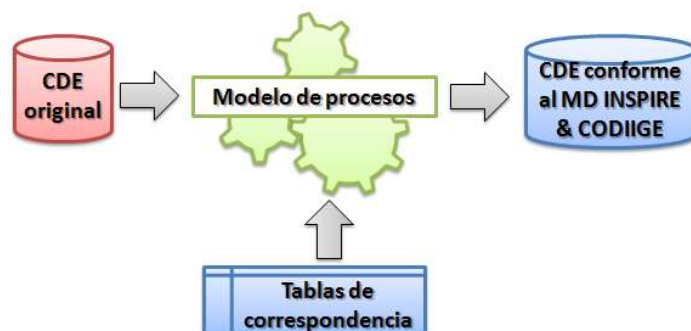 CDE
original
Modelo de procesos
CDE conforme
al MD INSPIRE
& CODIIGE
Tablas de
correspondencia